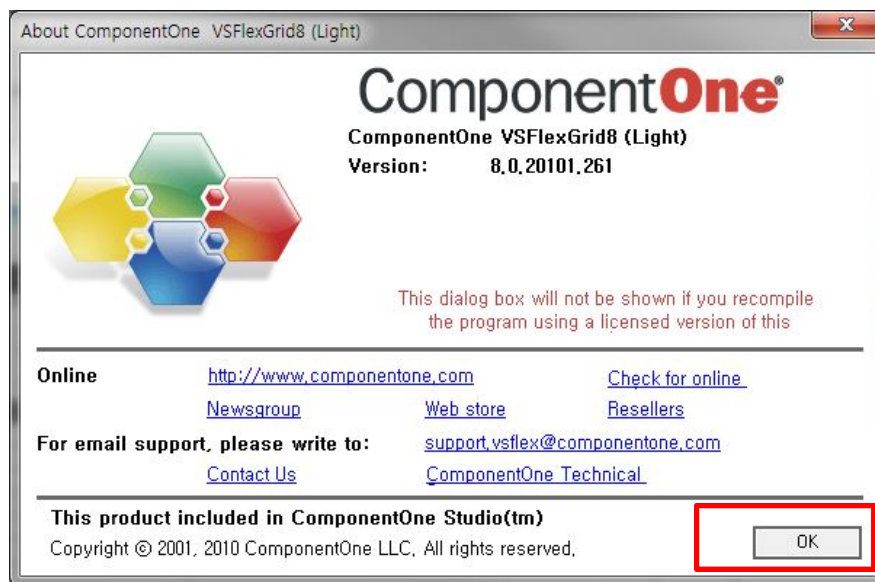 About ComponentOne VSFlexGrid8 (Light)
ComponentOne®
ComponentOne VSFlexGrid8 (Light)
Version: 8.0.20101.261
This dialog box will not be shown if you recompile
the program using a licensed version of this
Online http://www.componentone.com Check for online
Newsgroup Web store Resellers
For email support, please write to: support.vsflex@componentone.com
Contact Us ComponentOne Technical
This product included in ComponentOne Studio(tm)
Copyright © 2001, 2010 ComponentOne LLC. All rights reserved.
OK